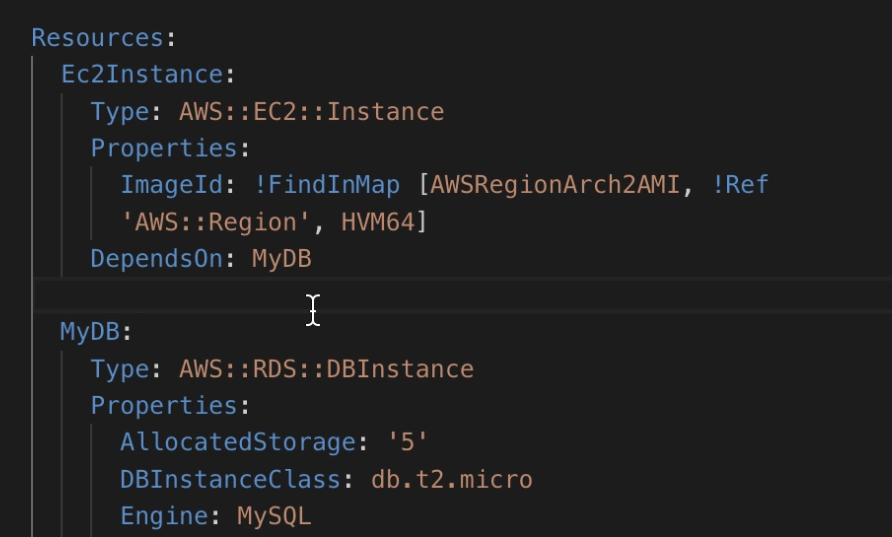 Resources:
Ec2Instance:
Type: AWS::EC2::Instance
Properties:
ImageId: !FindInMap [AWSRegionArch2AMI, !Ref
'AWS::Region', HVM64]
DependsOn: MyDB
MyDB:
Type: AWS::RDS::DBInstance
Properties:
AllocatedStorage: '5'
DBInstanceClass: db.t2.micro
Engine: MySQL